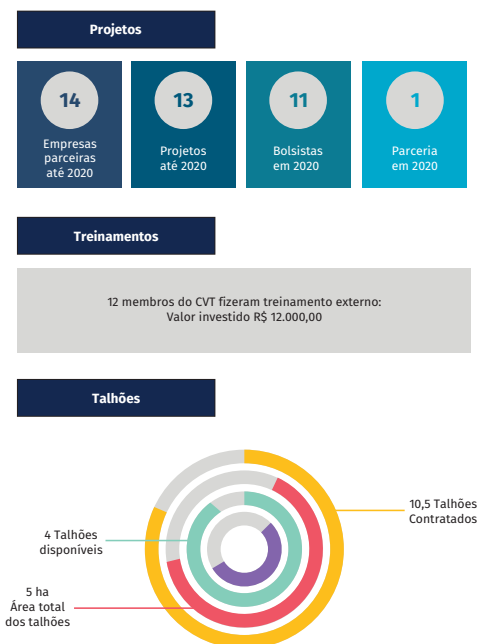 Projetos
14
Empresas
parceiras
até 2020
13
Projetos
até 2020
11
Bolsistas
em 2020
1
Parceria
em 2020
Treinamentos
12 membros do CVT fizeram treinamento externo:
Valor investido R$ 12.000,00
Talhões
10,5 Talhões
Contratados
4 Talhões
disponíveis
5 ha
Área total
dos talhões